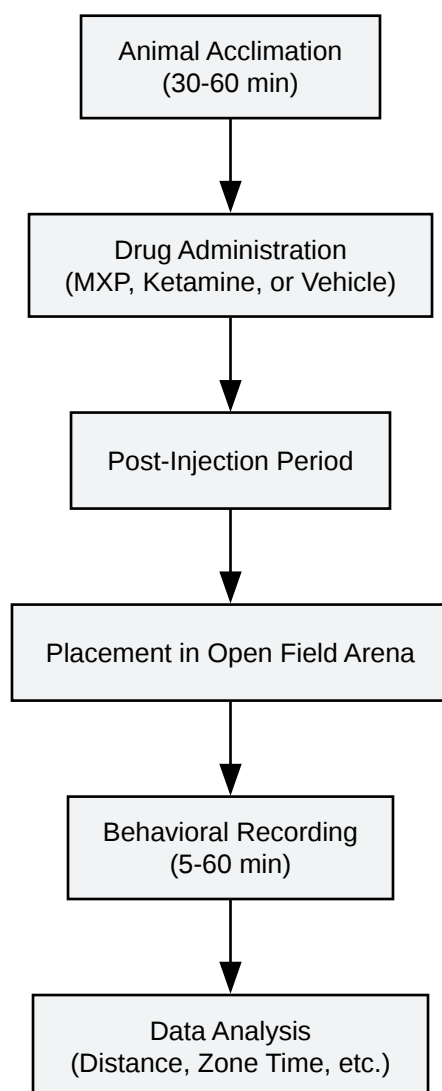 Animal Acclimation
(30-60 min)
Drug Administration
(MXP, Ketamine, or Vehicle)
Post-Injection Period
Placement in Open Field Arena
Behavioral Recording
(5-60 min)
Data Analysis
(Distance, Zone Time, etc.)